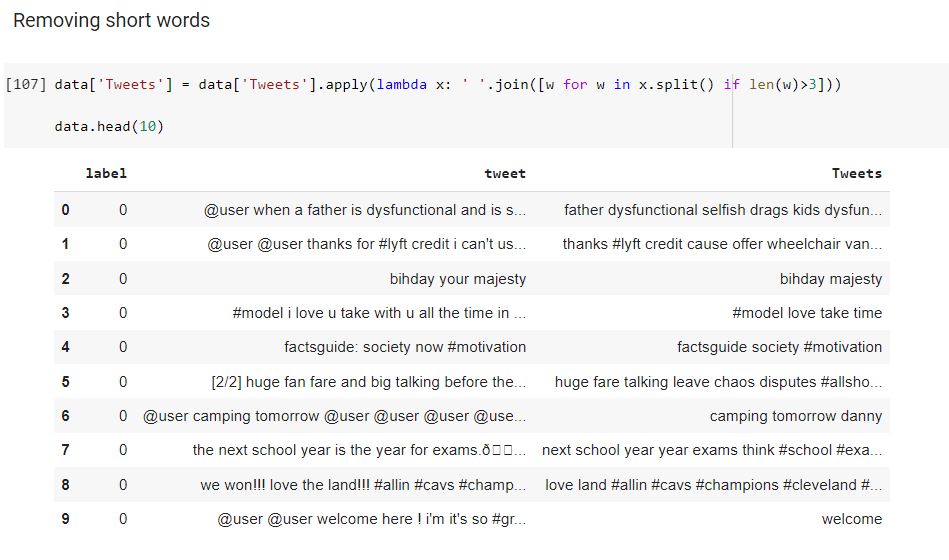 Removing short words
[107] data['Tweets'] = data['Tweets'].apply(lambda x: ' '.join([w for w in x.split() if len(w)>3]))
data.head(10)
label tweet Tweets
0 0 @user when a father is dysfunctional and is s... father dysfunctional selfish drags kids dysfun...
1 0 @user @user thanks for #lyft credit i can't us... thanks #lyft credit cause offer wheelchair van...
2 0 bihday your majesty bihday majesty
3 0 #model i love u take with u all the time in ... #model love take time
4 0 factsguide: society now #motivation factsguide society #motivation
5 0 [2/2] huge fan fare and big talking before the... huge fare talking leave chaos disputes #allsho...
6 0 @user camping tomorrow @user @user @user @use... camping tomorrow danny
7 0 the next school year is the year for exams.ð... next school year year exams think #school #exa...
8 0 we won!!! love the land!!! #allin #cavs #champ... love land #allin #cavs #champions #cleveland #...
9 0 @user @user welcome here ! i'm it's so #gr... welcome